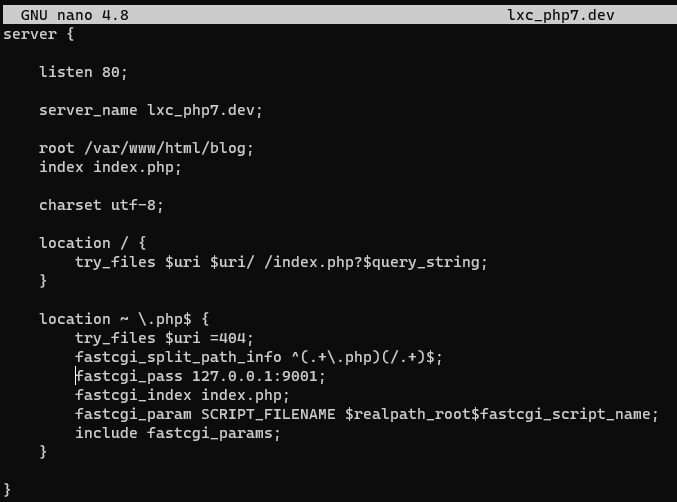 GNU nano 4.8 lxc_php7.dev
server {
listen 80;
server_name lxc_php7.dev;
root /var/www/html/blog;
index index.php;
charset utf-8;
location / {
try_files $uri $uri/ /index.php?$query_string;
}
location ~ \.php$ {
try_files $uri =404;
fastcgi_split_path_info ^(.+\.php)(/.+)$;
fastcgi_pass 127.0.0.1:9001;
fastcgi_index index.php;
fastcgi_param SCRIPT_FILENAME $realpath_root$fastcgi_script_name;
include fastcgi_params;
}
}